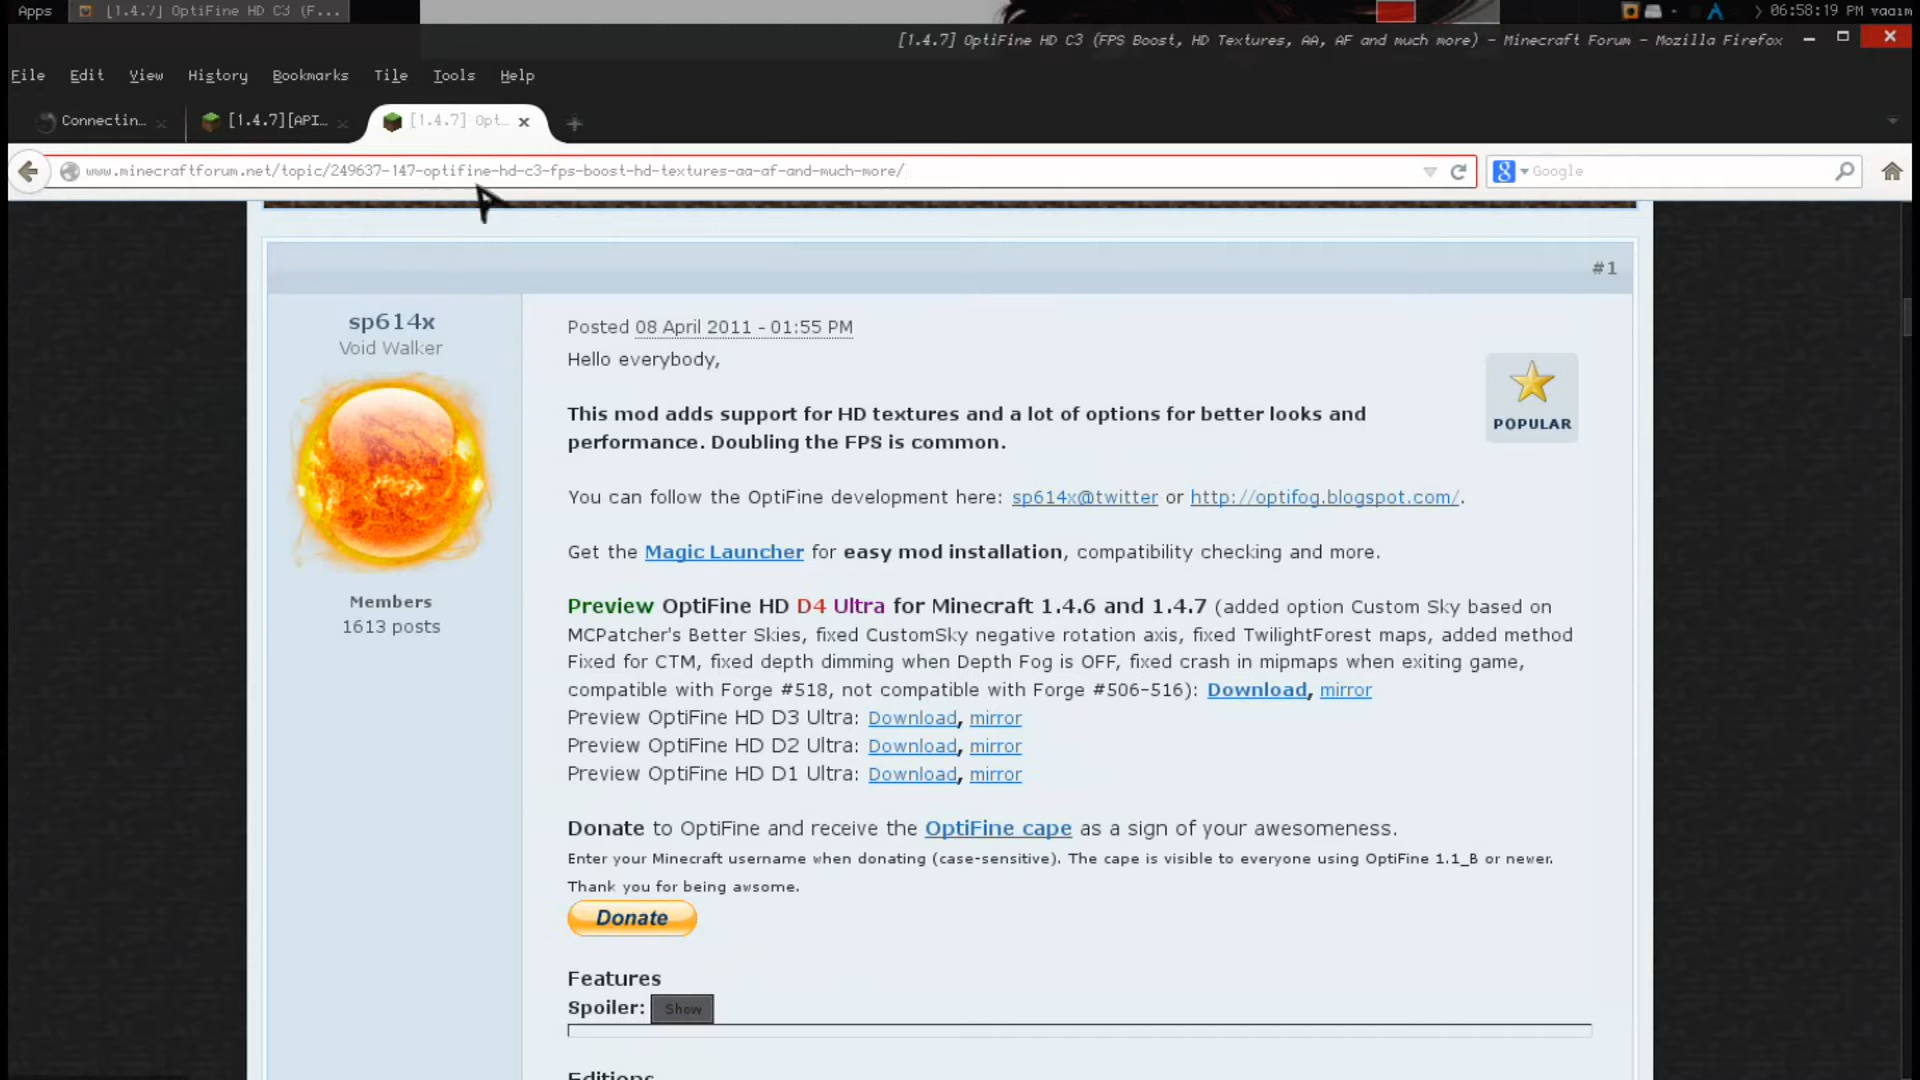 Apps [1.4.7] OptiFine HD C3 (F... 06:58:19 PM vaaim
[1.4.7] OptiFine HD C3 (FPS Boost, HD Textures, AA, AF and much more) - Minecraft Forum - Mozilla Firefox
File Edit View History Bookmarks Tile Tools Help
Connectin... [1.4.7][API... [1.4.7] Opt...
www.minecraftforum.net/topic/249637-147-optifine-hd-c3-fps-boost-hd-textures-aa-af-and-much-more/ Google
#1
sp614x
Void Walker
Members
1613 posts
Posted 08 April 2011 - 01:55 PM
Hello everybody,
POPULAR
This mod adds support for HD textures and a lot of options for better looks and
performance. Doubling the FPS is common.
You can follow the OptiFine development here: sp614x@twitter or http://optifog.blogspot.com/.
Get the Magic Launcher for easy mod installation, compatibility checking and more.
Preview OptiFine HD D4 Ultra for Minecraft 1.4.6 and 1.4.7 (added option Custom Sky based on
MCPatcher's Better Skies, fixed CustomSky negative rotation axis, fixed TwilightForest maps, added method
Fixed for CTM, fixed depth dimming when Depth Fog is OFF, fixed crash in mipmaps when exiting game,
compatible with Forge #518, not compatible with Forge #506-516): Download, mirror
Preview OptiFine HD D3 Ultra: Download, mirror
Preview OptiFine HD D2 Ultra: Download, mirror
Preview OptiFine HD D1 Ultra: Download, mirror
Donate to OptiFine and receive the OptiFine cape as a sign of your awesomeness.
Enter your Minecraft username when donating (case-sensitive). The cape is visible to everyone using OptiFine 1.1_B or newer.
Thank you for being awsome.
Donate
Features
Spoiler: Show
Editions